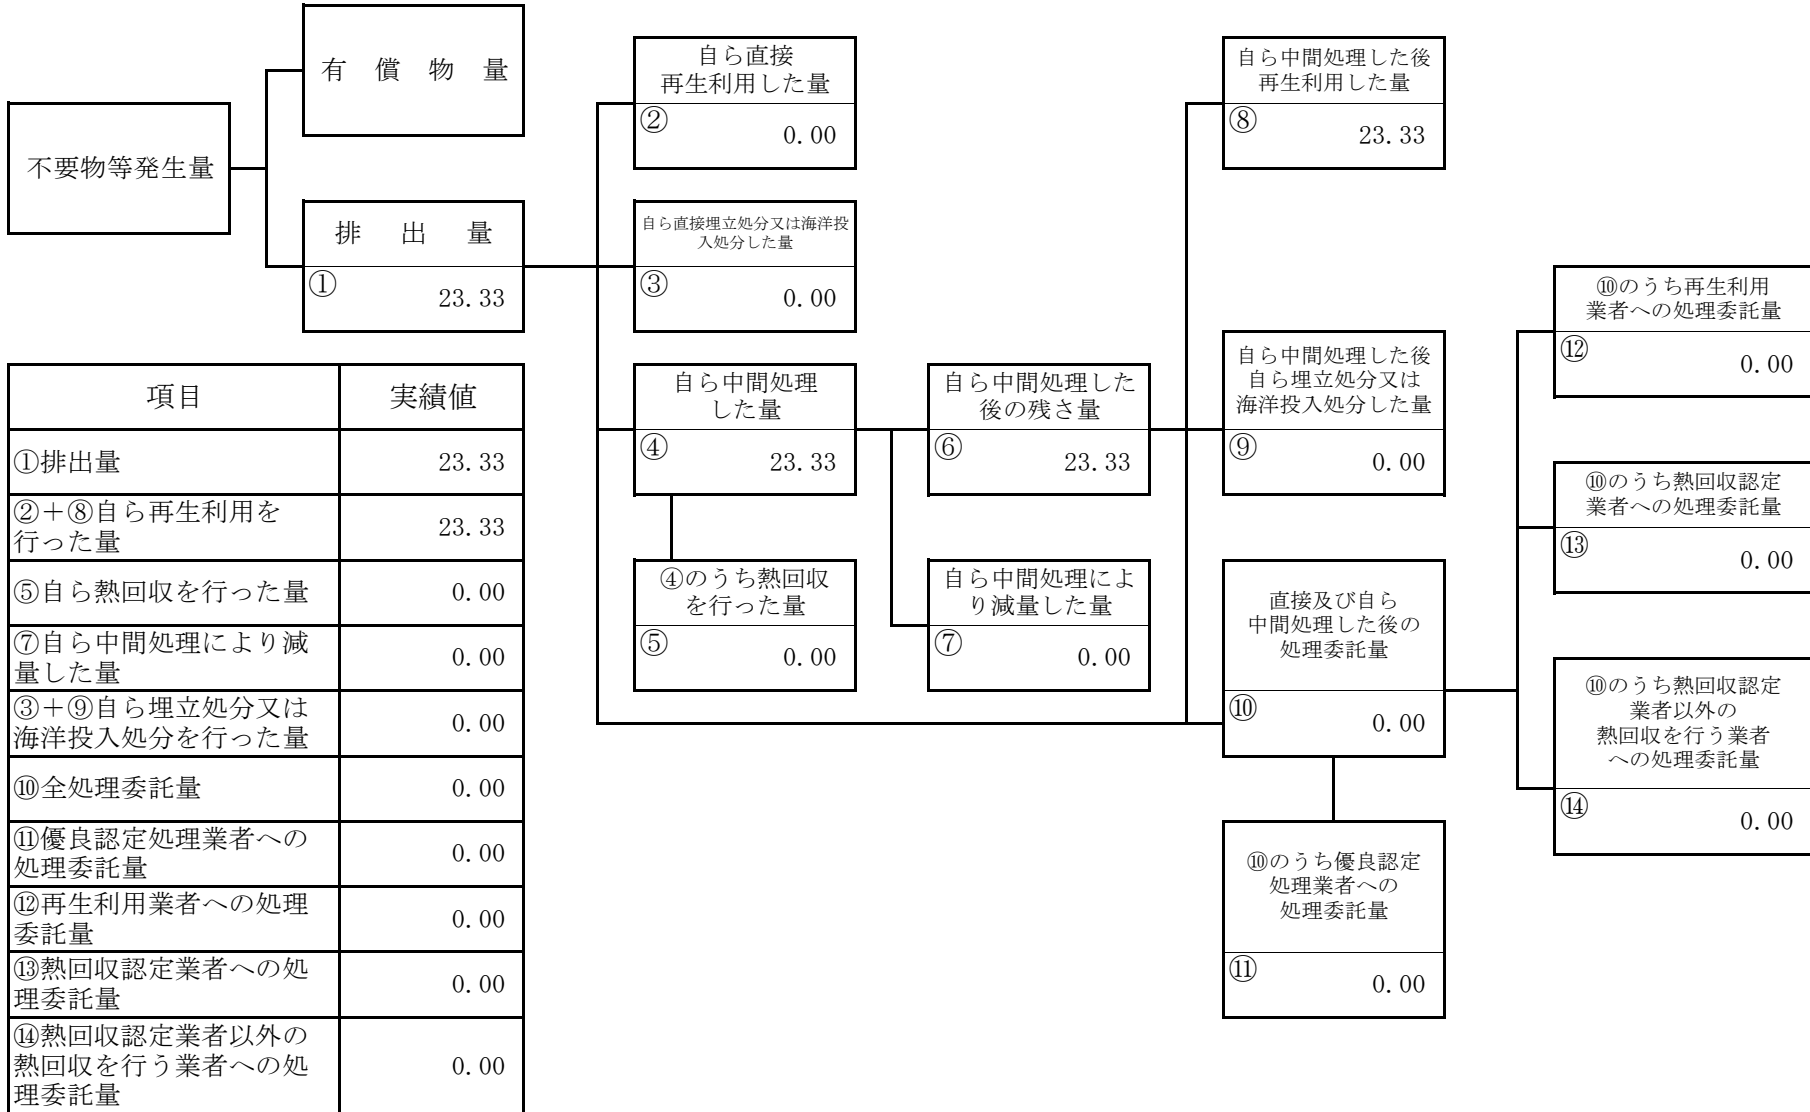 有償物量
不要物等発生量
排出量
①
23.33
自ら直接
再生利用した量
②
0.00
自ら直接埋立処分又は海洋投
入処分した量
③
0.00
自ら中間処理
した量
④
23.33
④のうち熱回収
を行った量
⑤
0.00
自ら中間処理した
後の残さ量
⑥
23.33
自ら中間処理によ
り減量した量
⑦
0.00
自ら中間処理した後
再生利用した量
⑧
23.33
自ら中間処理した後
自ら埋立処分又は
海洋投入処分した量
⑨
0.00
直接及び自ら
中間処理した後の
処理委託量
⑩
0.00
⑩のうち優良認定
処理業者への
処理委託量
⑪
0.00
⑩のうち再生利用
業者への処理委託量
⑫
0.00
⑩のうち熱回収認定
業者への処理委託量
⑬
0.00
⑩のうち熱回収認定
業者以外の
熱回収を行う業者
への処理委託量
⑭
0.00
項目 実績値
①排出量 23.33
②+⑧自ら再生利用を
行った量 23.33
⑤自ら熱回収を行った量 0.00
⑦自ら中間処理により減
量した量 0.00
③+⑨自ら埋立処分又は
海洋投入処分を行った量 0.00
⑩全処理委託量 0.00
⑪優良認定処理業者への
処理委託量 0.00
⑫再生利用業者への処理
委託量 0.00
⑬熱回収認定業者への処
理委託量 0.00
⑭熱回収認定業者以外の
熱回収を行う業者への処
理委託量 0.00